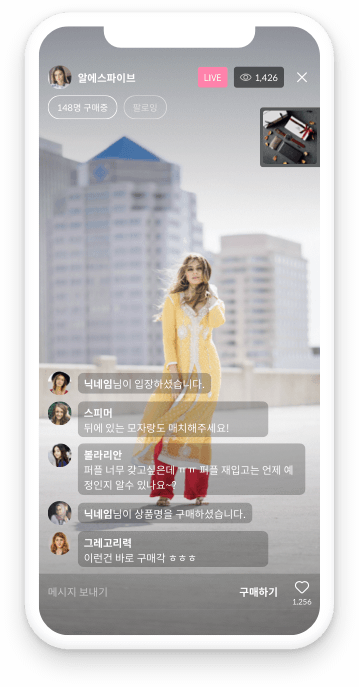 알에스파이브
LIVE
1,426
148명 구매중
팔로잉
닉네임님이 입장하셨습니다.
스피머
뒤에 있는 모자랑도 매치해주세요!
볼라리안
퍼플 너무 갖고싶은데 ㅠㅠ 퍼플 재입고는 언제 예
정인지 알수 있나요~?
닉네임님이 상품명을 구매하셨습니다.
그레고리력
이런건 바로 구매각 ㅎㅎㅎ
메시지 보내기
구매하기
1,256